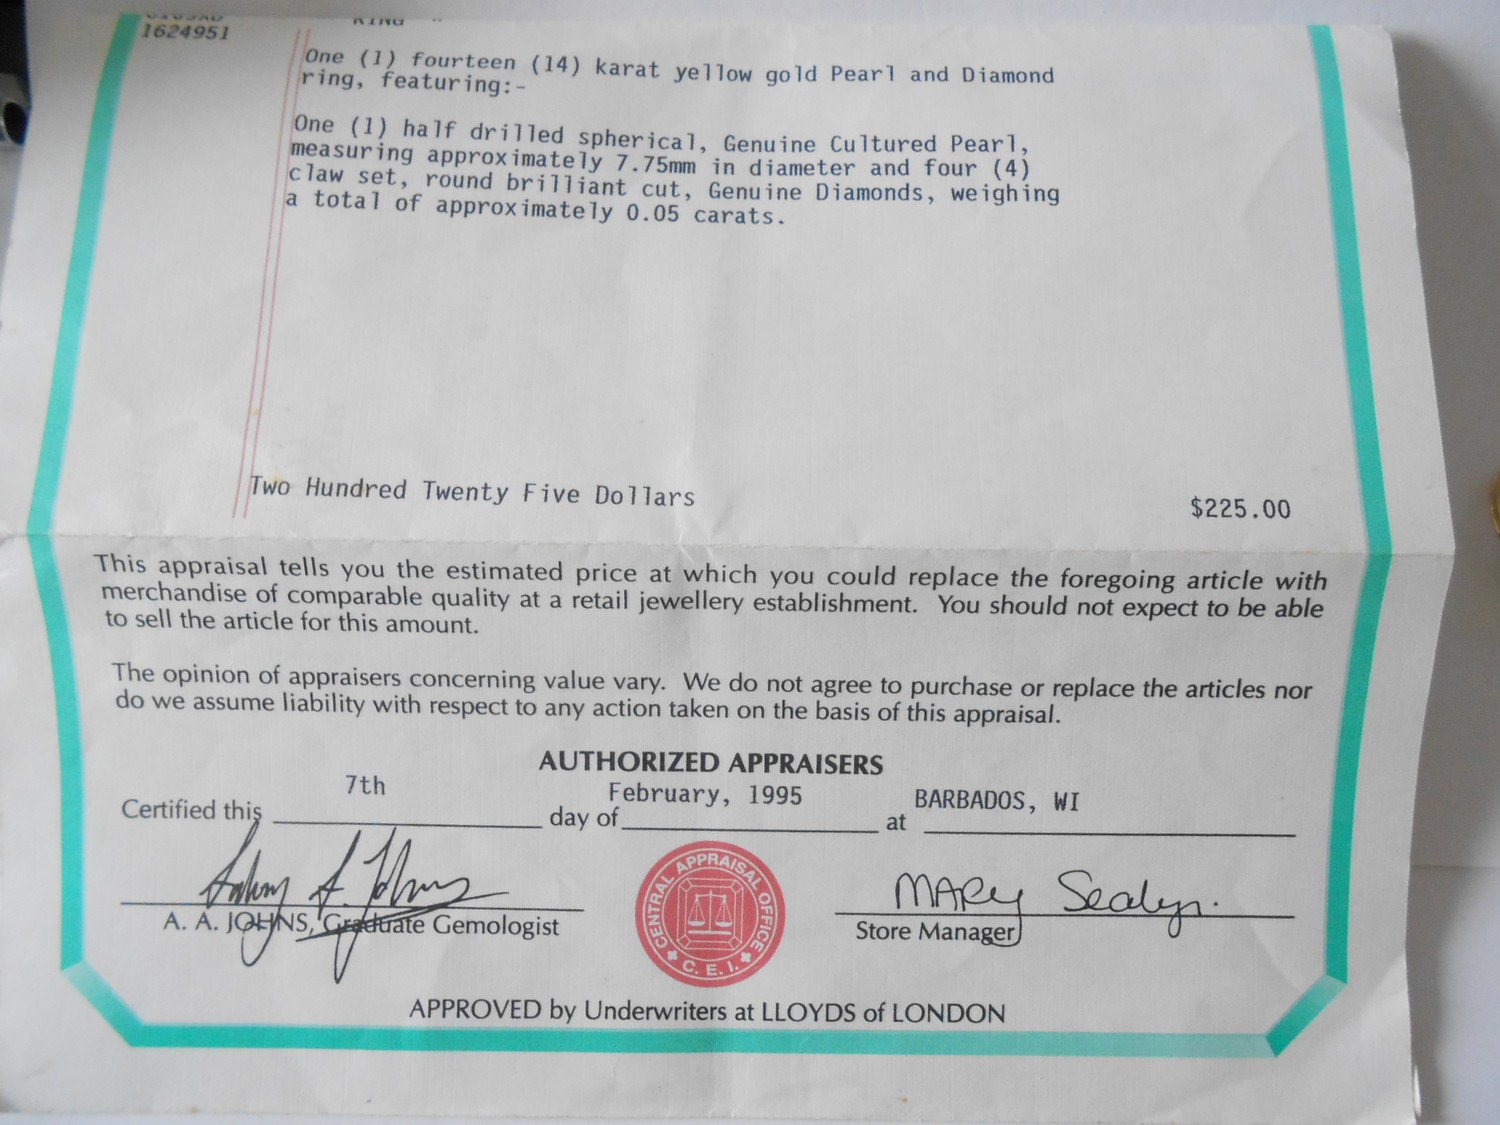 1624951
RING
One (1) fourteen (14) karat yellow gold Pearl and Diamond
ring, featuring:-
One (1) half drilled spherical, Genuine Cultured Pearl,
measuring approximately 7.75mm in diameter and four (4)
claw set, round brilliant cut, Genuine Diamonds, weighing
a total of approximately 0.05 carats.
Two Hundred Twenty Five Dollars
$225.00
This appraisal tells you the estimated price at which you could replace the foregoing article with
merchandise of comparable quality at a retail jewellery establishment. You should not expect to be able
to sell the article for this amount.
The opinion of appraisers concerning value vary. We do not agree to purchase or replace the articles nor
do we assume liability with respect to any action taken on the basis of this appraisal.
AUTHORIZED APPRAISERS
Certified this 7th day of February, 1995 at BARBADOS, WI
A. A. JOHNS, Graduate Gemologist
CENTRAL APPRAISAL OFFICE
C. E. I.
MARY Sealy.
Store Manager
APPROVED by Underwriters at LLOYDS of LONDON